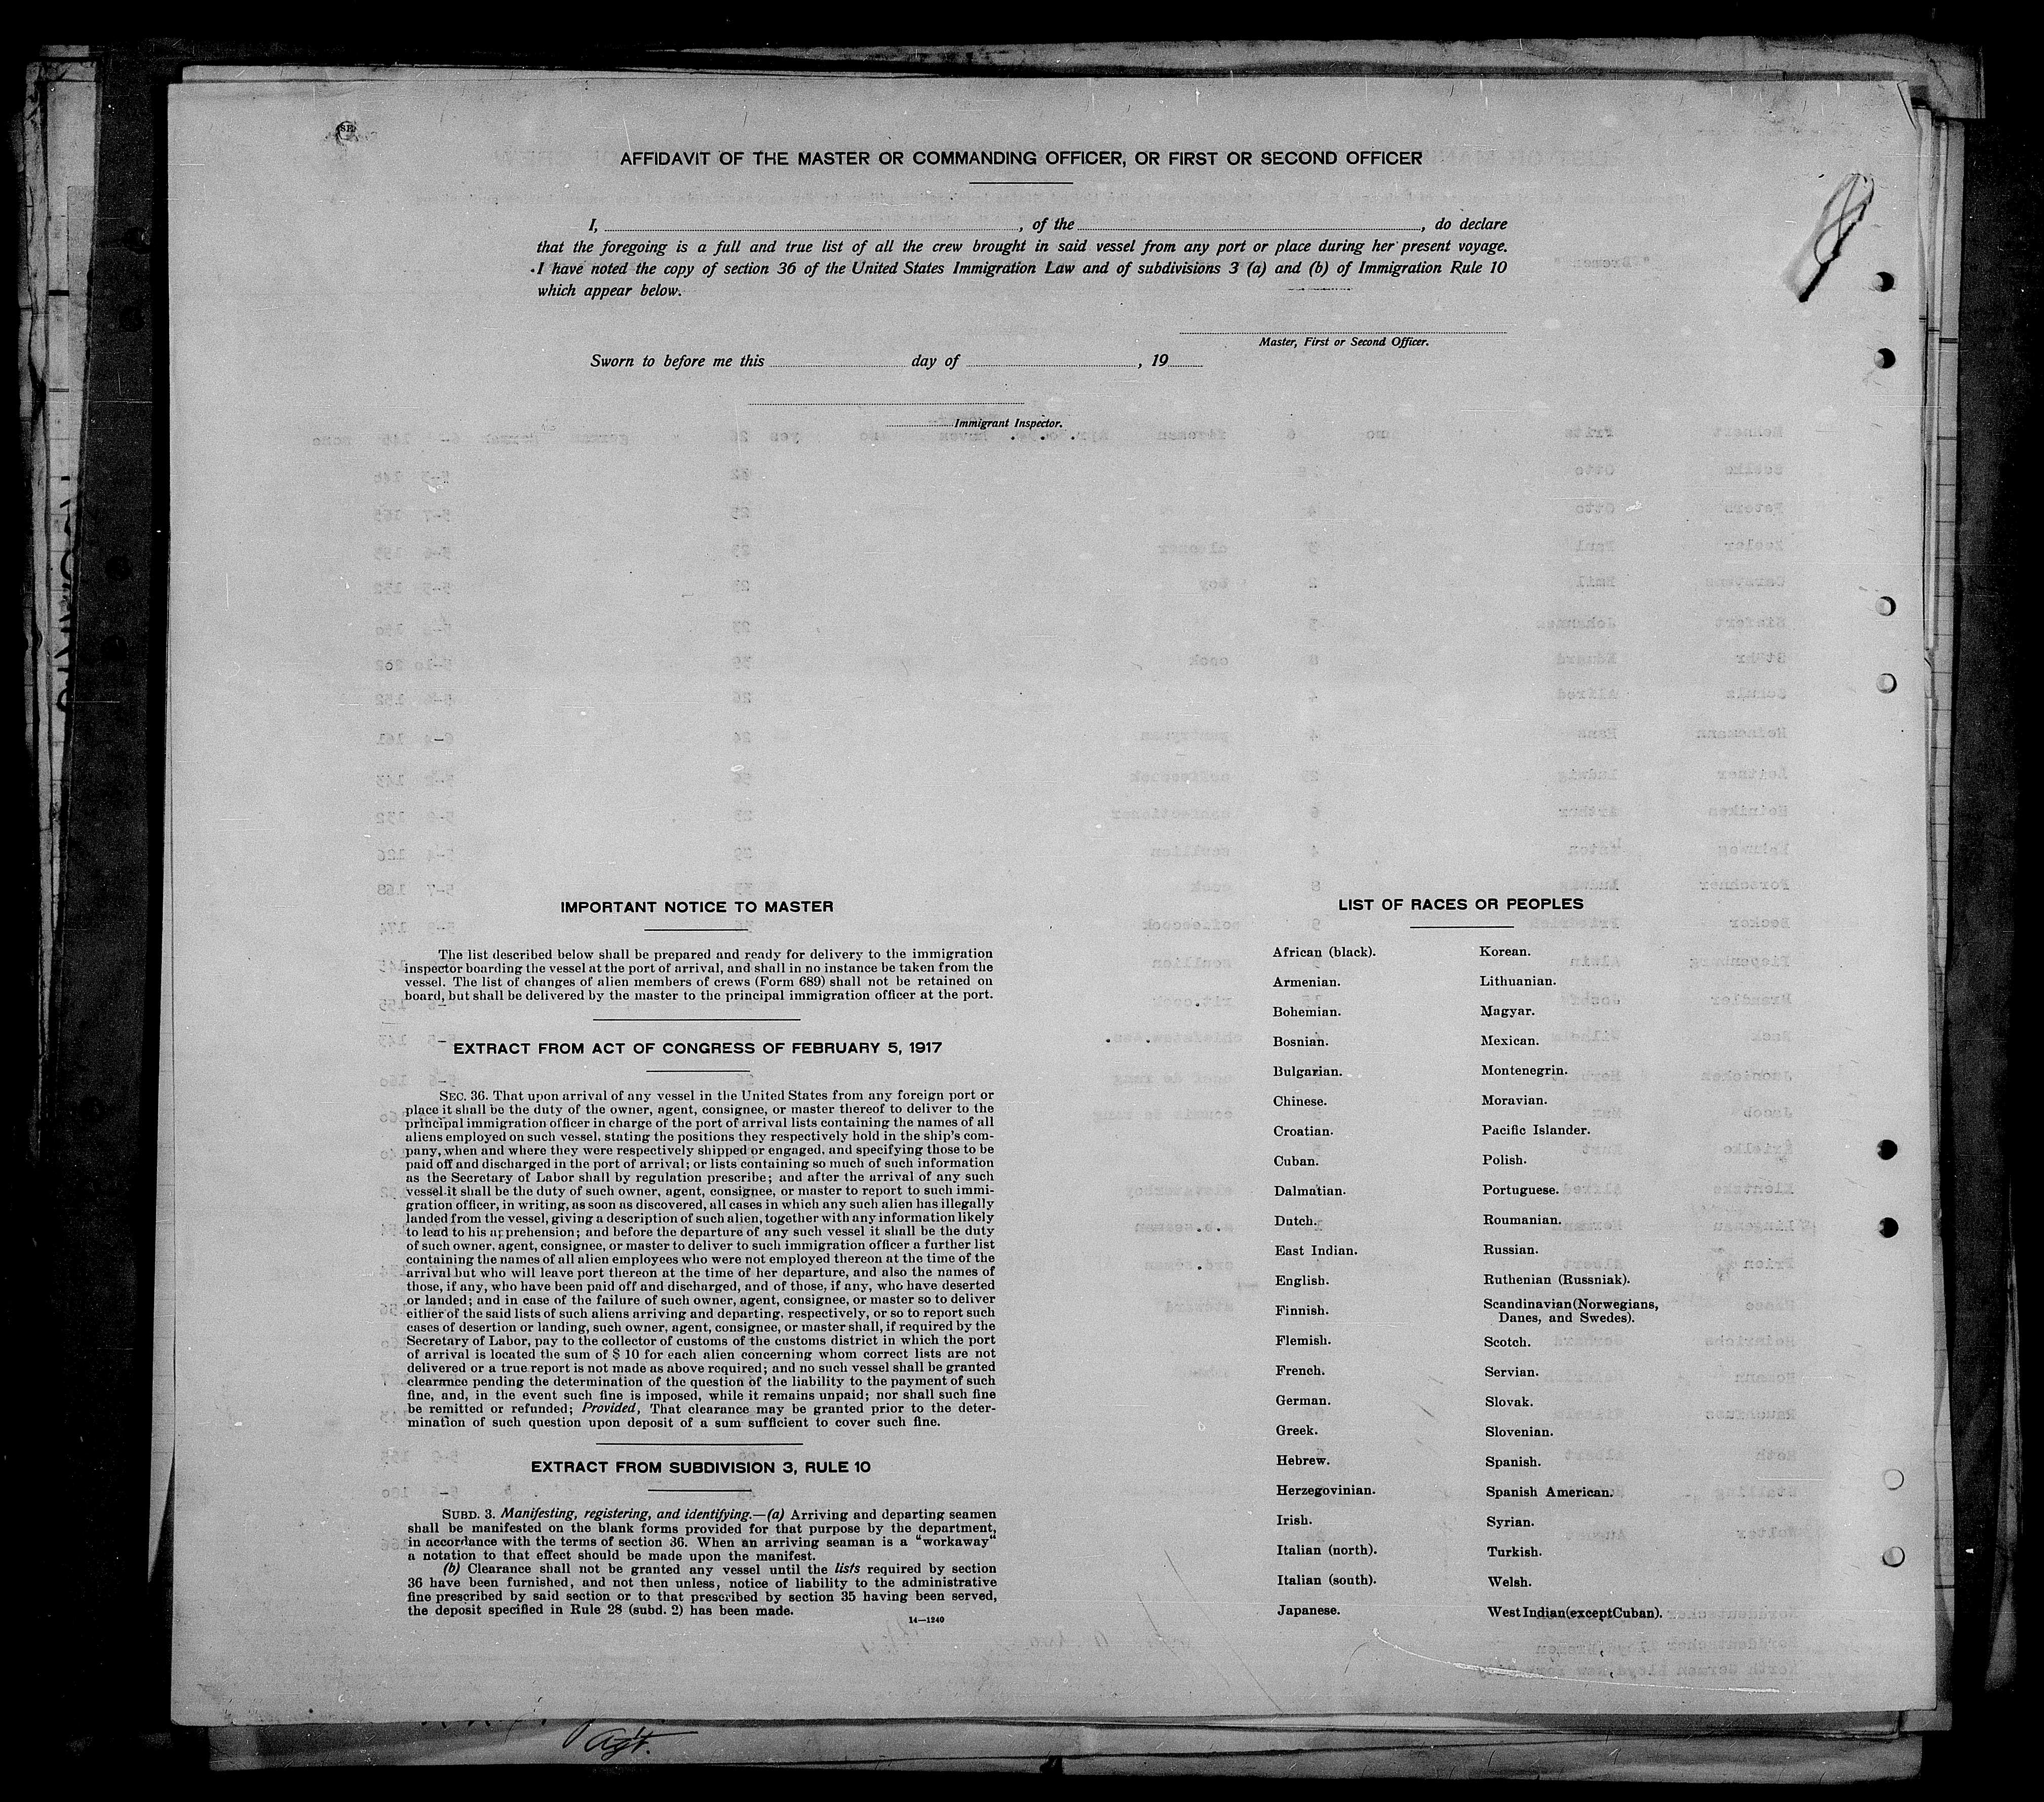 AFFIDAVIT OF THE MASTER OR COMMANDING OFFICER, OR FIRST OR SECOND OFFICER
I, , of the , do declare
that the foregoing is a full and true list of all the crew brought in said vessel from any port or place during her present voyage.
I have noted the copy of section 36 of the United States Immigration Law and of subdivisions 3 (a) and (b) of Immigration Rule 10
which appear below.
Master, First or Second Officer.
Sworn to before me this day of , 19
Immigrant Inspector.
IMPORTANT NOTICE TO MASTER
The list described below shall be prepared and ready for delivery to the immigration
inspector boarding the vessel at the port of arrival, and shall in no instance be taken from the
vessel. The list of changes of alien members of crews (Form 689) shall not be retained on
board, but shall be delivered by the master to the principal immigration officer at the port.
EXTRACT FROM ACT OF CONGRESS OF FEBRUARY 5, 1917
SEC. 36. That upon arrival of any vessel in the United States from any foreign port or
place it shall be the duty of the owner, agent, consignee, or master thereof to deliver to the
principal immigration officer in charge of the port of arrival lists containing the names of all
aliens employed on such vessel, stating the positions they respectively hold in the ship's com-
pany, when and where they were respectively shipped or engaged, and specifying those to be
paid off and discharged in the port of arrival; or lists containing so much of such information
as the Secretary of Labor shall by regulation prescribe; and after the arrival of any such
vessel it shall be the duty of such owner, agent, consignee, or master to report to such immi-
gration officer, in writing, as soon as discovered, all cases in which any such alien has illegally
landed from the vessel, giving a description of such alien, together with any information likely
to lead to his apprehension; and before the departure of any such vessel it shall be the duty
of such owner, agent, consignee, or master to deliver to such immigration officer a further list
containing the names of all alien employees who were not employed thereon at the time of the
arrival but who will leave port thereon at the time of her departure, and also the names of
those, if any, who have been paid off and discharged, and of those, if any, who have deserted
or landed; and in case of the failure of such owner, agent, consignee, or master so to deliver
either of the said lists of such aliens arriving and departing, respectively, or so to report such
cases of desertion or landing, such owner, agent, consignee, or master shall, if required by the
Secretary of Labor, pay to the collector of customs of the customs district in which the port
of arrival is located the sum of $ 10 for each alien concerning whom correct lists are not
delivered or a true report is not made as above required; and no such vessel shall be granted
clearance pending the determination of the question of the liability to the payment of such
fine, and, in the event such fine is imposed, while it remains unpaid; nor shall such fine
be remitted or refunded; Provided, That clearance may be granted prior to the deter-
mination of such question upon deposit of a sum sufficient to cover such fine.
EXTRACT FROM SUBDIVISION 3, RULE 10
SUBD. 3. Manifesting, registering, and identifying.—(a) Arriving and departing seamen
shall be manifested on the blank forms provided for that purpose by the department,
in accordance with the terms of section 36. When an arriving seaman is a "workaway"
a notation to that effect should be made upon the manifest.
(b) Clearance shall not be granted any vessel until the lists required by section
36 have been furnished, and not then unless, notice of liability to the administrative
fine prescribed by said section or to that prescribed by section 35 having been served,
the deposit specified in Rule 28 (subd. 2) has been made.
14—1240
LIST OF RACES OR PEOPLES
African (black).
Armenian.
Bohemian.
Bosnian.
Bulgarian.
Chinese.
Croatian.
Cuban.
Dalmatian.
Dutch.
East Indian.
English.
Finnish.
Flemish.
French.
German.
Greek.
Hebrew.
Herzegovinian.
Irish.
Italian (north).
Italian (south).
Japanese.
Korean.
Lithuanian.
Magyar.
Mexican.
Montenegrin.
Moravian.
Pacific Islander.
Polish.
Portuguese.
Roumanian.
Russian.
Ruthenian (Russniak).
Scandinavian (Norwegians,
Danes, and Swedes).
Scotch.
Servian.
Slovak.
Slovenian.
Spanish.
Spanish American.
Syrian.
Turkish.
Welsh.
West Indian (except Cuban).
Agt.